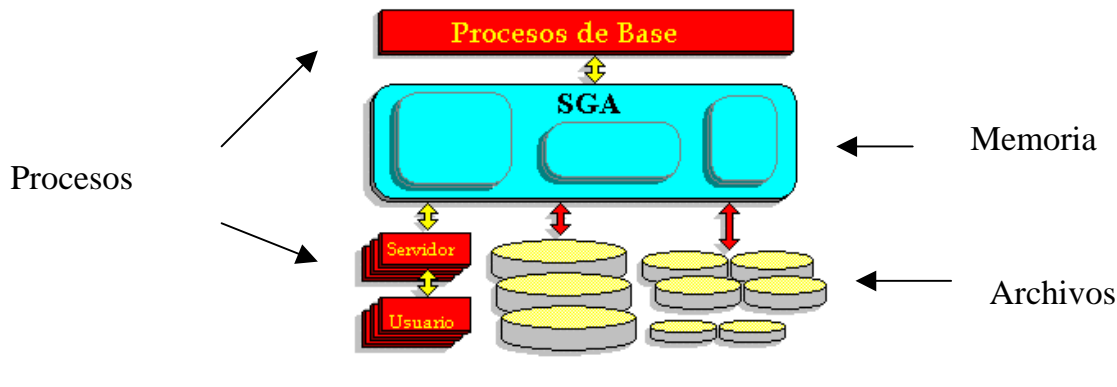 Procesos de Base
SGA
Memoria
Procesos
Servidor
Archivos
Usuario